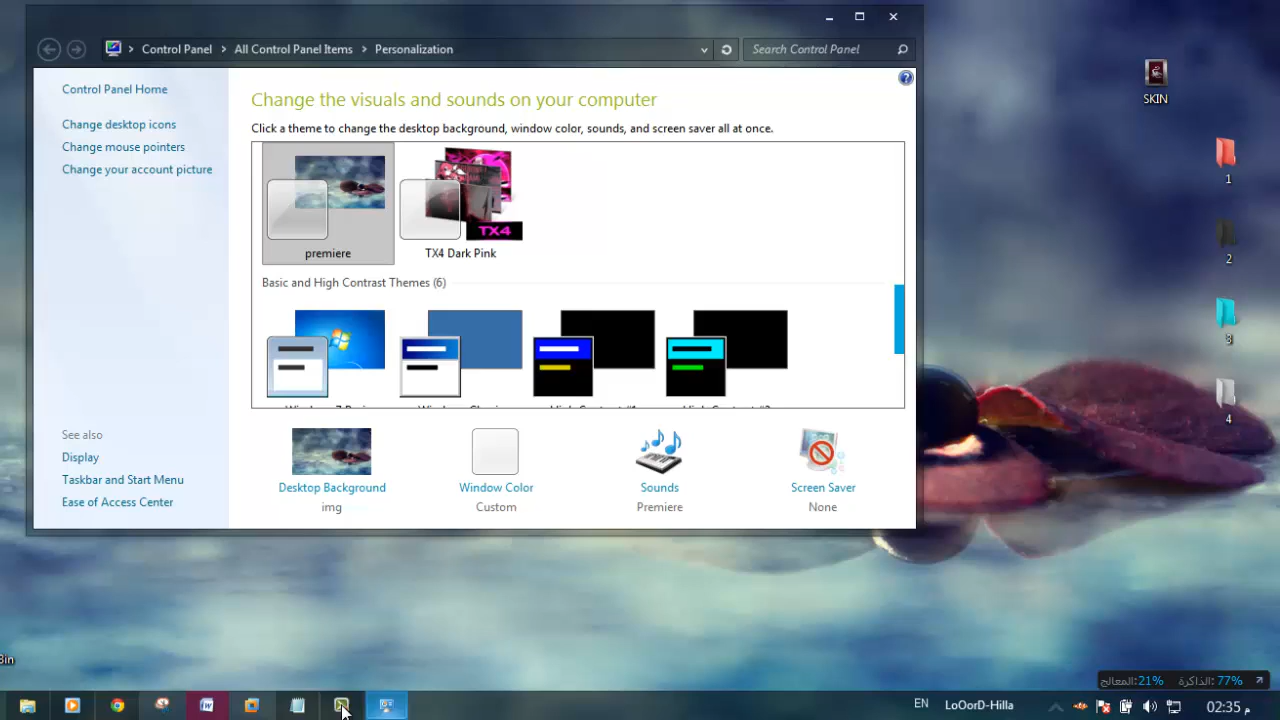 Control Panel
All Control Panel Items
Personalization
Search Control Panel
Control Panel Home
Change desktop icons
Change mouse pointers
Change your account picture
Change the visuals and sounds on your computer
Click a theme to change the desktop background, window color, sounds, and screen saver all at once.
premiere
TX4
TX4 Dark Pink
Basic and High Contrast Themes (6)
See also
Display
Taskbar and Start Menu
Ease of Access Center
Desktop Background
img
Window Color
Custom
Sounds
Premiere
Screen Saver
None
SKIN
1
2
3
4
Bin
المعالج:21% الذاكرة:77%
EN
LoOorD-Hilla
02:35 م